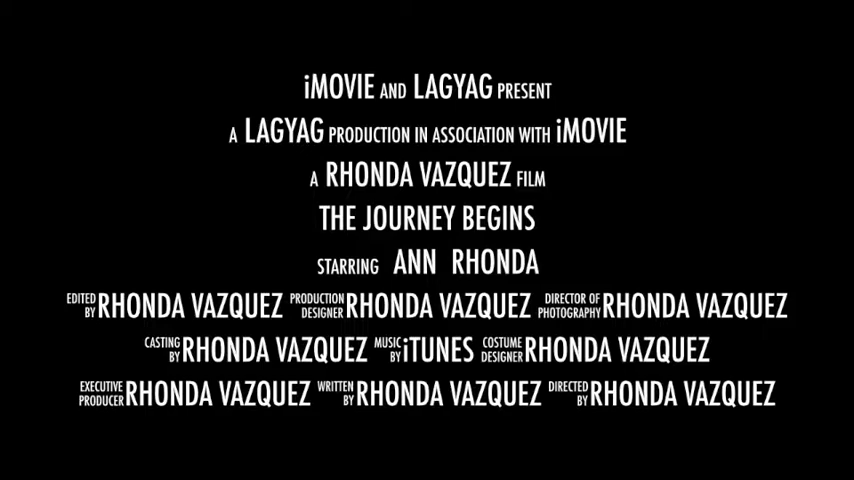 iMOVIE AND LAGYAG PRESENT
A LAGYAG PRODUCTION IN ASSOCIATION WITH iMOVIE
A RHONDA VAZQUEZ FILM
THE JOURNEY BEGINS
STARRING ANN RHONDA
EDITED BY RHONDA VAZQUEZ PRODUCTION DESIGNER RHONDA VAZQUEZ DIRECTOR OF PHOTOGRAPHY RHONDA VAZQUEZ
CASTING BY RHONDA VAZQUEZ MUSIC BY iTUNES COSTUME DESIGNER RHONDA VAZQUEZ
EXECUTIVE PRODUCER RHONDA VAZQUEZ WRITTEN BY RHONDA VAZQUEZ DIRECTED BY RHONDA VAZQUEZ